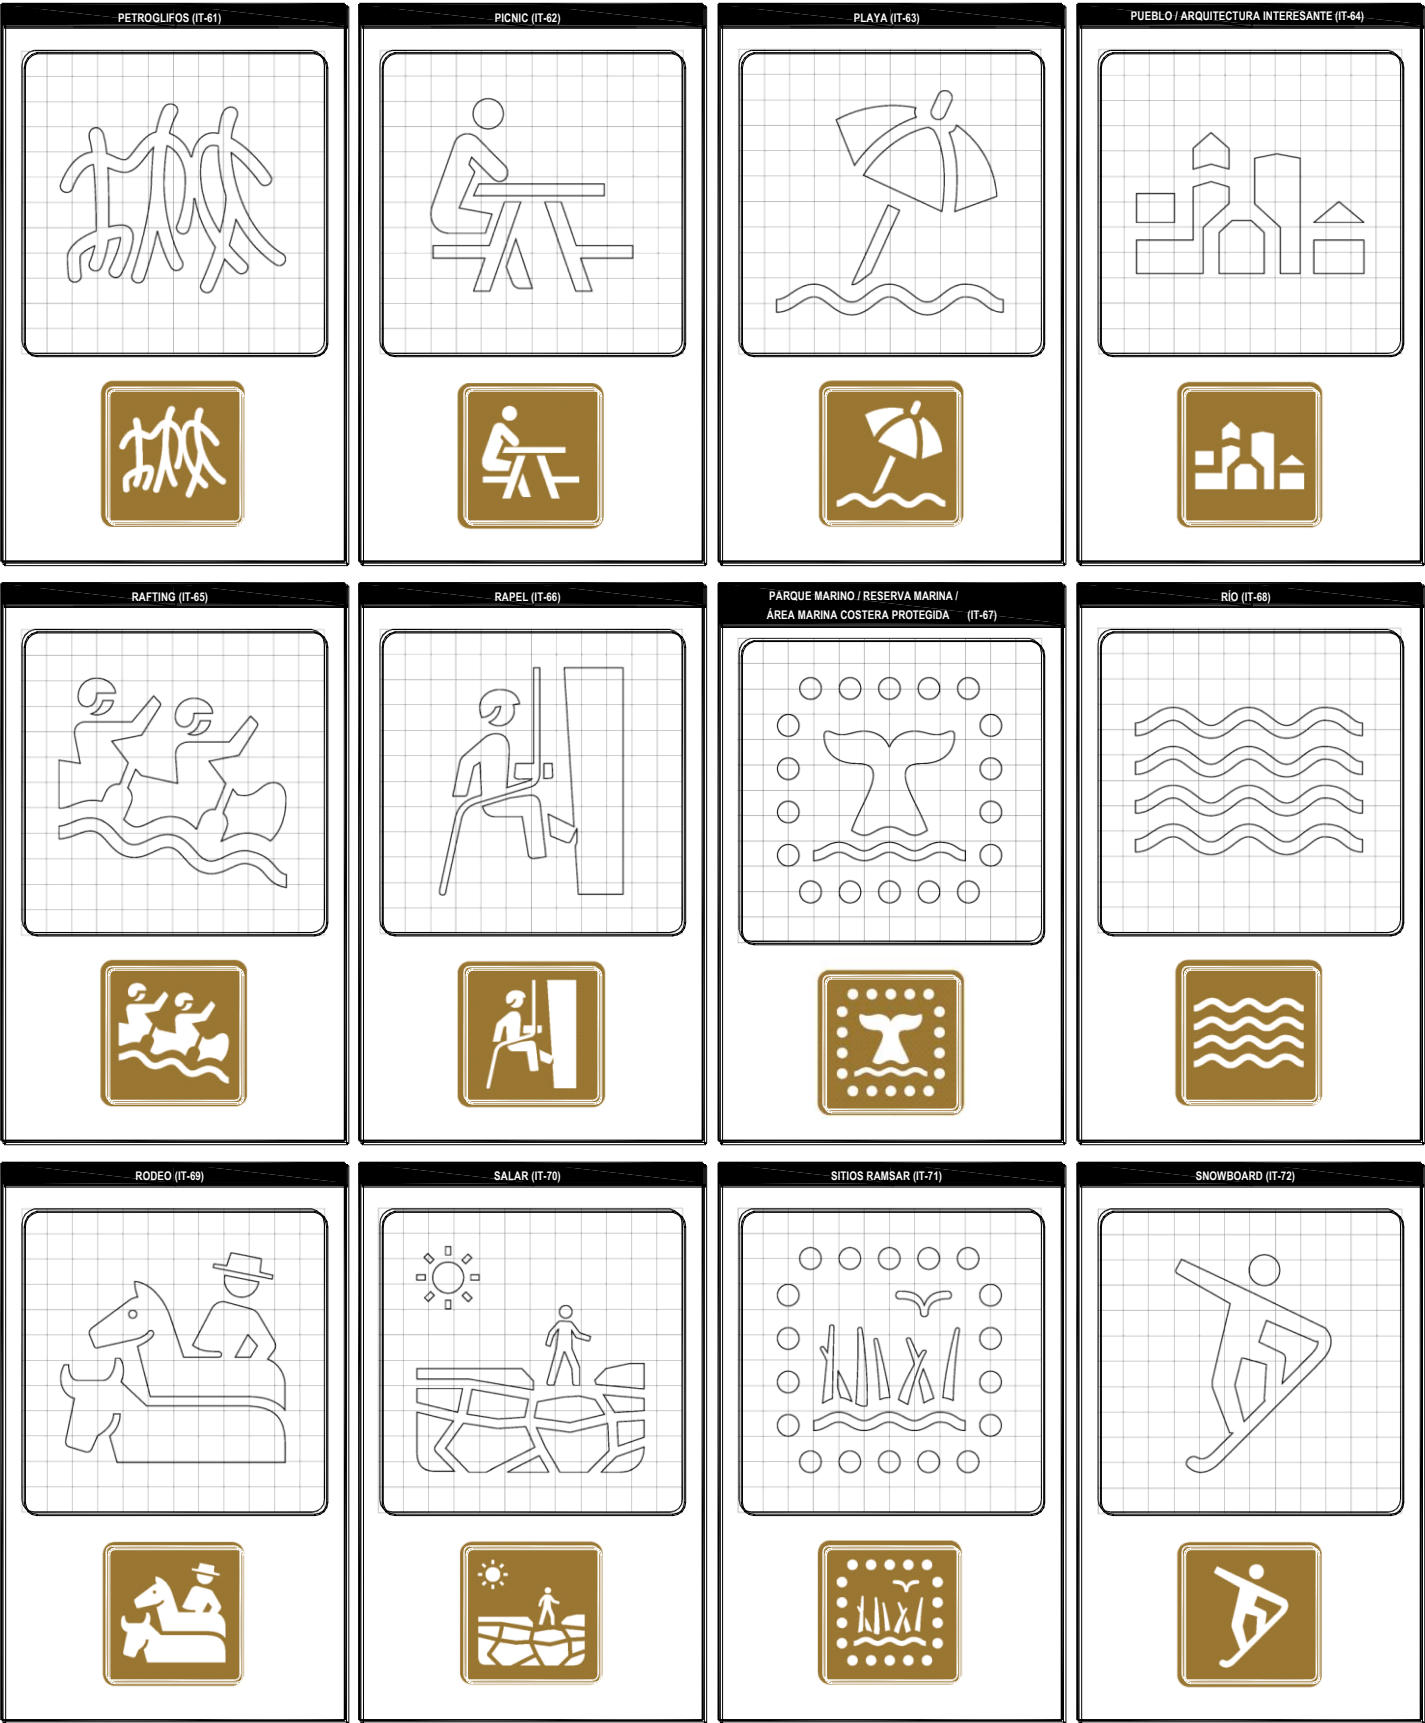 PETROGLIFOS (IT-61)
PICNIC (IT-62)
PLAYA (IT-63)
PUEBLO / ARQUITECTURA INTERESANTE (IT-64)
RAFTING (IT-65)
RAPEL (IT-66)
PARQUE MARINO / RESERVA MARINA /
ÁREA MARINA COSTERA PROTEGIDA (IT-67)
RÍO (IT-68)
RODEO (IT-69)
SALAR (IT-70)
SITIOS RAMSAR (IT-71)
SNOWBOARD (IT-72)